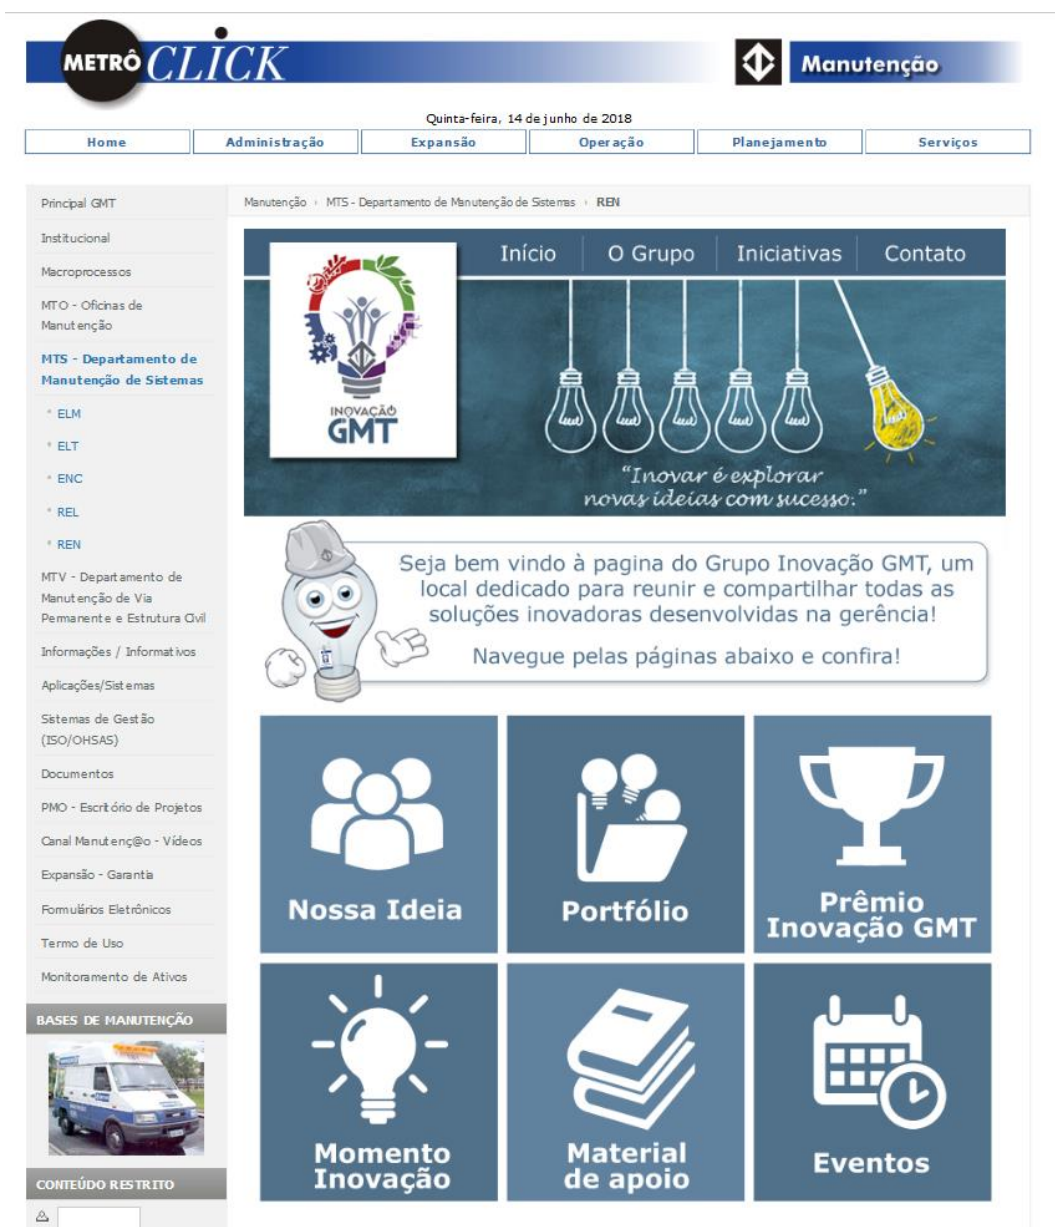 METRÔ CLICK
Manutenção
Quinta-feira, 14 de junho de 2018
Home Administração Expansão Operação Planejamento Serviços
Manutenção › MTS - Departamento de Manutenção de Sistemas › REN
Principal GMT
Institucional
Macroprocessos
MTO - Oficinas de
Manutenção
MTS - Departamento de
Manutenção de Sistemas
ELM
ELT
ENC
REL
REN
MTV - Departamento de
Manutenção de Via
Permanente e Estrutura Civil
Informações / Informativos
Aplicações/Sistemas
Sistemas de Gestão
(ISO/OHSAS)
Documentos
PMO - Escritório de Projetos
Canal Manutenç@o - Vídeos
Expansão - Garantia
Formulários Eletrônicos
Termo de Uso
Monitoramento de Ativos
BASES DE MANUTENÇÃO
CONTEÚDO RESTRITO
Início O Grupo Iniciativas Contato
INOVAÇÃO
GMT
“Inovar é explorar
novas ideias com sucesso.”
Seja bem vindo à pagina do Grupo Inovação GMT, um
local dedicado para reunir e compartilhar todas as
soluções inovadoras desenvolvidas na gerência!
Navegue pelas páginas abaixo e confira!
Nossa Ideia
Portfólio
Prêmio
Inovação GMT
Momento
Inovação
Material
de apoio
Eventos